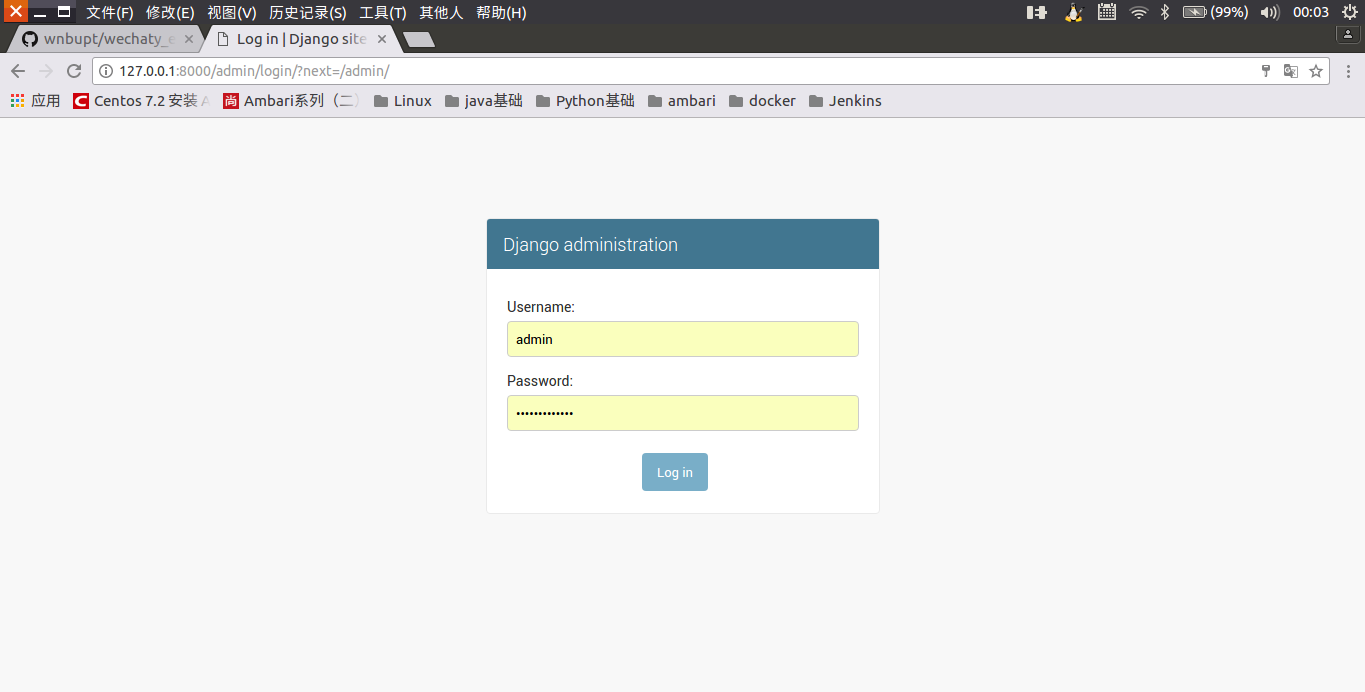 文件(F) 修改(E) 视图(V) 历史记录(S) 工具(T) 其他人 帮助(H) (99%) 00:03
wnbupt/wechaty_e Log in | Django site
127.0.0.1:8000/admin/login/?next=/admin/
应用 Centos 7.2 安装 A 尚 Ambari系列（二） Linux java基础 Python基础 ambari docker Jenkins
Django administration
Username:
admin
Password:
•••••••••••••
Log in